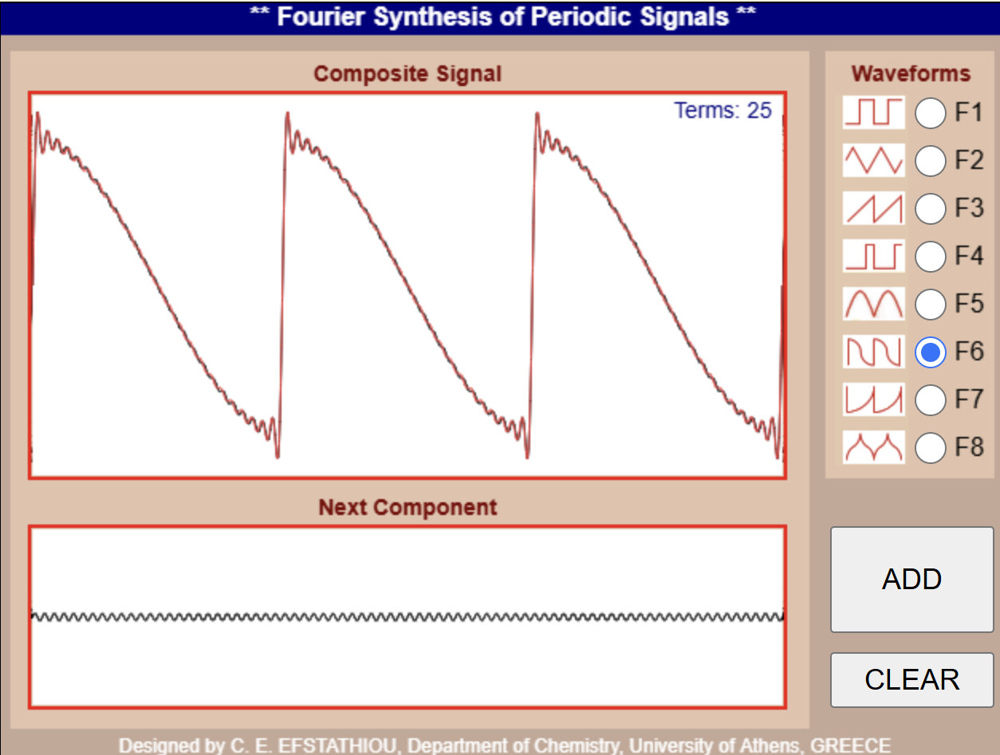 ** Fourier Synthesis of Periodic Signals **
Composite Signal
Terms: 25
Waveforms
F1
F2
F3
F4
F5
F6
F7
F8
Next Component
ADD
CLEAR
Designed by C. E. EFSTATHIOU, Department of Chemistry, University of Athens, GREECE